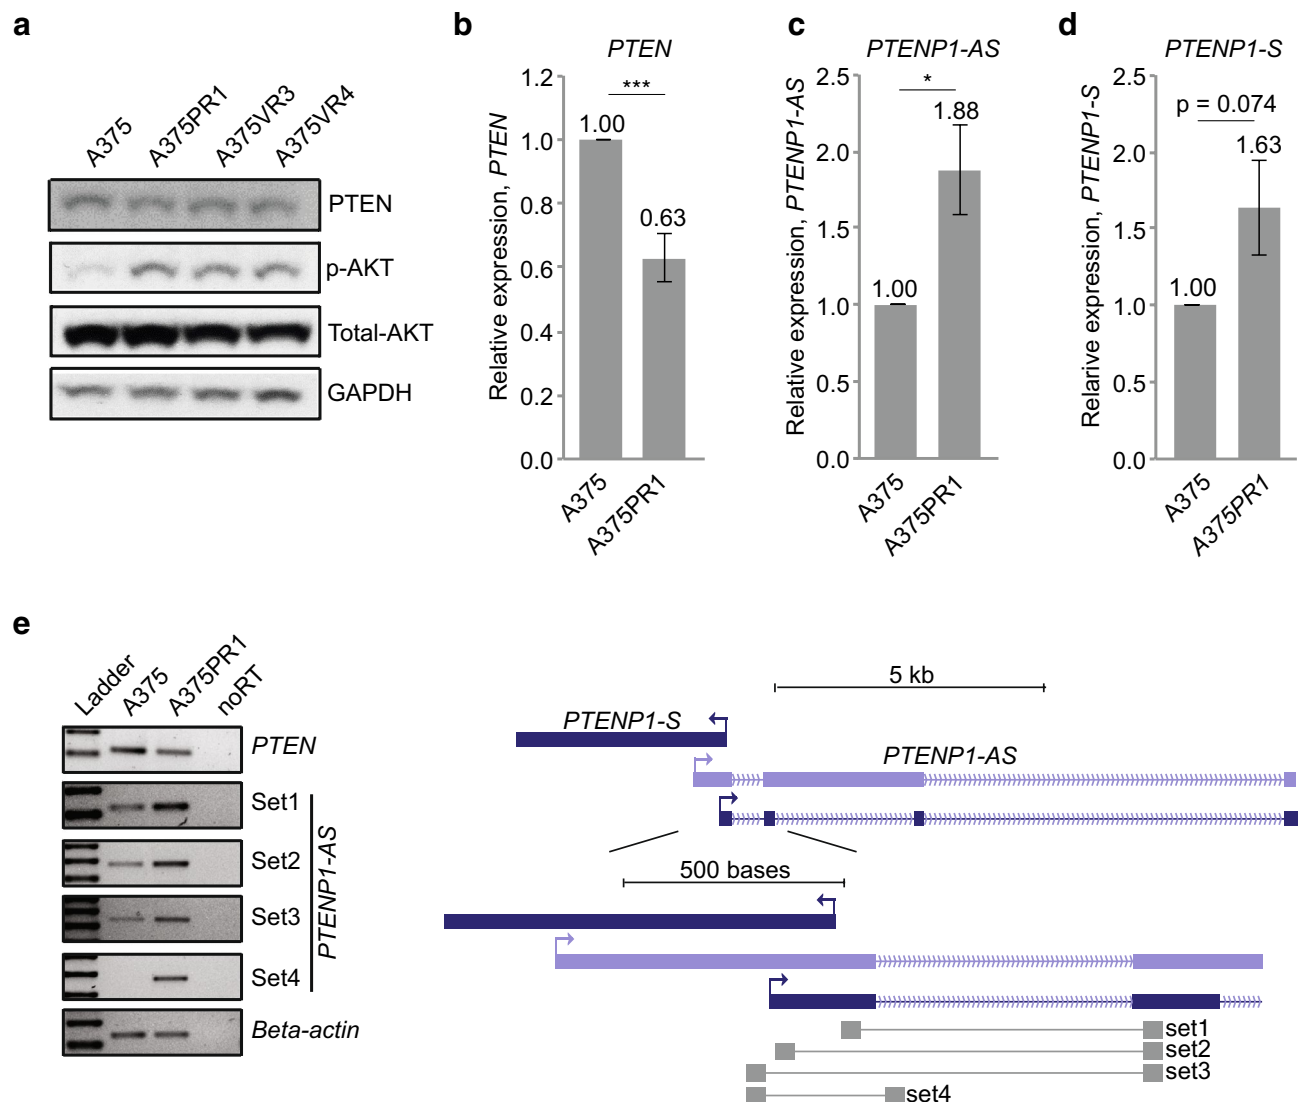 a
A375
A375PR1
A375VR3
A375VR4
PTEN
p-AKT
Total-AKT
GAPDH
b
PTEN
Relative expression, PTEN
1.2
1.0
0.8
0.6
0.4
0.2
0.0
***
1.00
0.63
A375
A375PR1
c
PTENP1-AS
Relative expression, PTENP1-AS
2.5
2.0
1.5
1.0
0.5
0.0
*
1.00
1.88
A375
A375PR1
d
PTENP1-S
Relarive expression, PTENP1-S
2.5
2.0
1.5
1.0
0.5
0.0
p = 0.074
1.00
1.63
A375
A375PR1
e
Ladder
A375
A375PR1
noRT
PTEN
Set1
Set2
Set3
Set4
PTENP1-AS
Beta-actin
5 kb
PTENP1-S
PTENP1-AS
500 bases
set1
set2
set3
set4